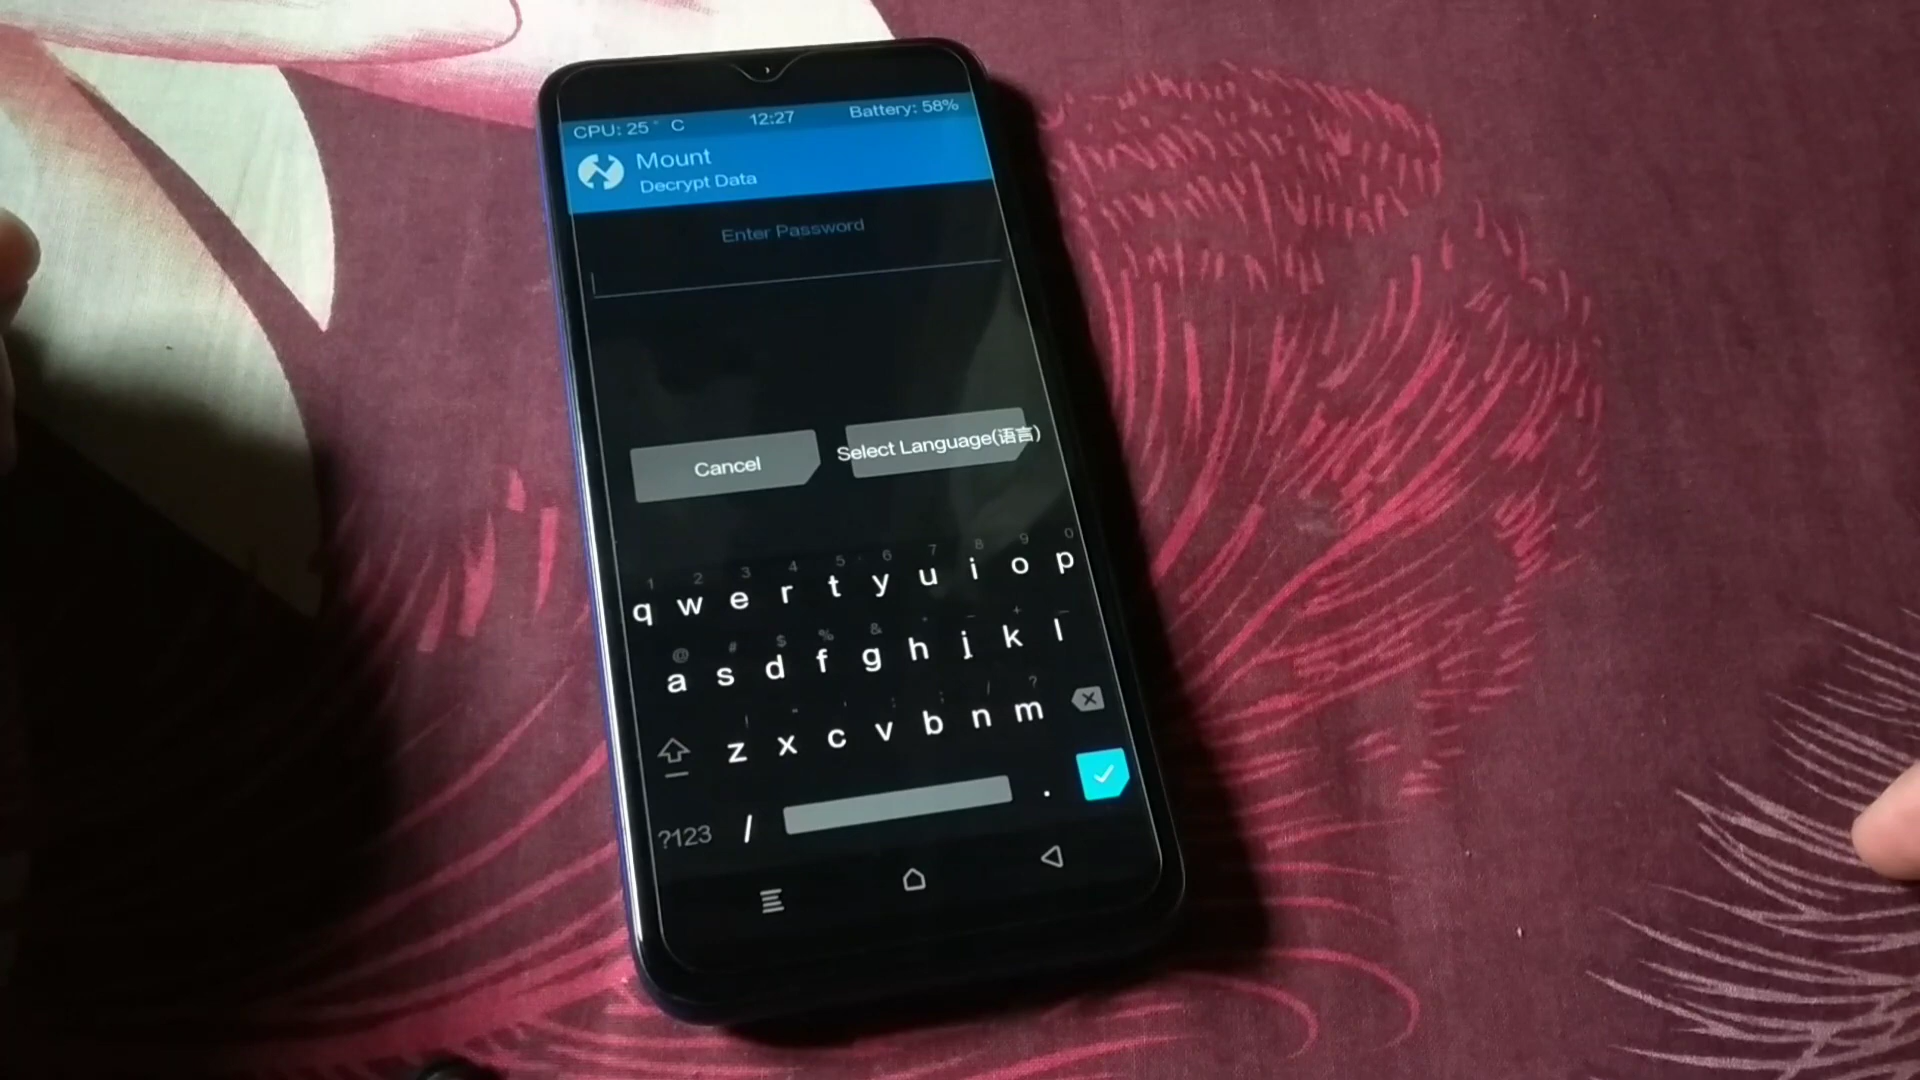 CPU: 25° C 12:27 Battery: 58%
Mount
Decrypt Data
Enter Password
Cancel Select Language(语言)
1 2 3 4 5 6 7 8 9 0
q w e r t y u i o p
@ # $ % & * - + _
a s d f g h j k l
! " ' : ; / ?
z x c v b n m
?123 / .